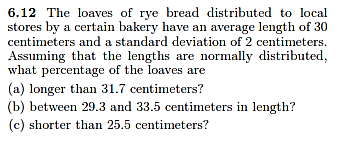 6.12 The loaves of rye bread distributed to local
stores by a certain bakery have an average length of 30
centimeters and a standard deviation of 2 centimeters.
Assuming that the lengths are normally distributed,
what percentage of the loaves are
(a) longer than 31.7 centimeters?
(b) between 29.3 and 33.5 centimeters in length?
(c) shorter than 25.5 centimeters?